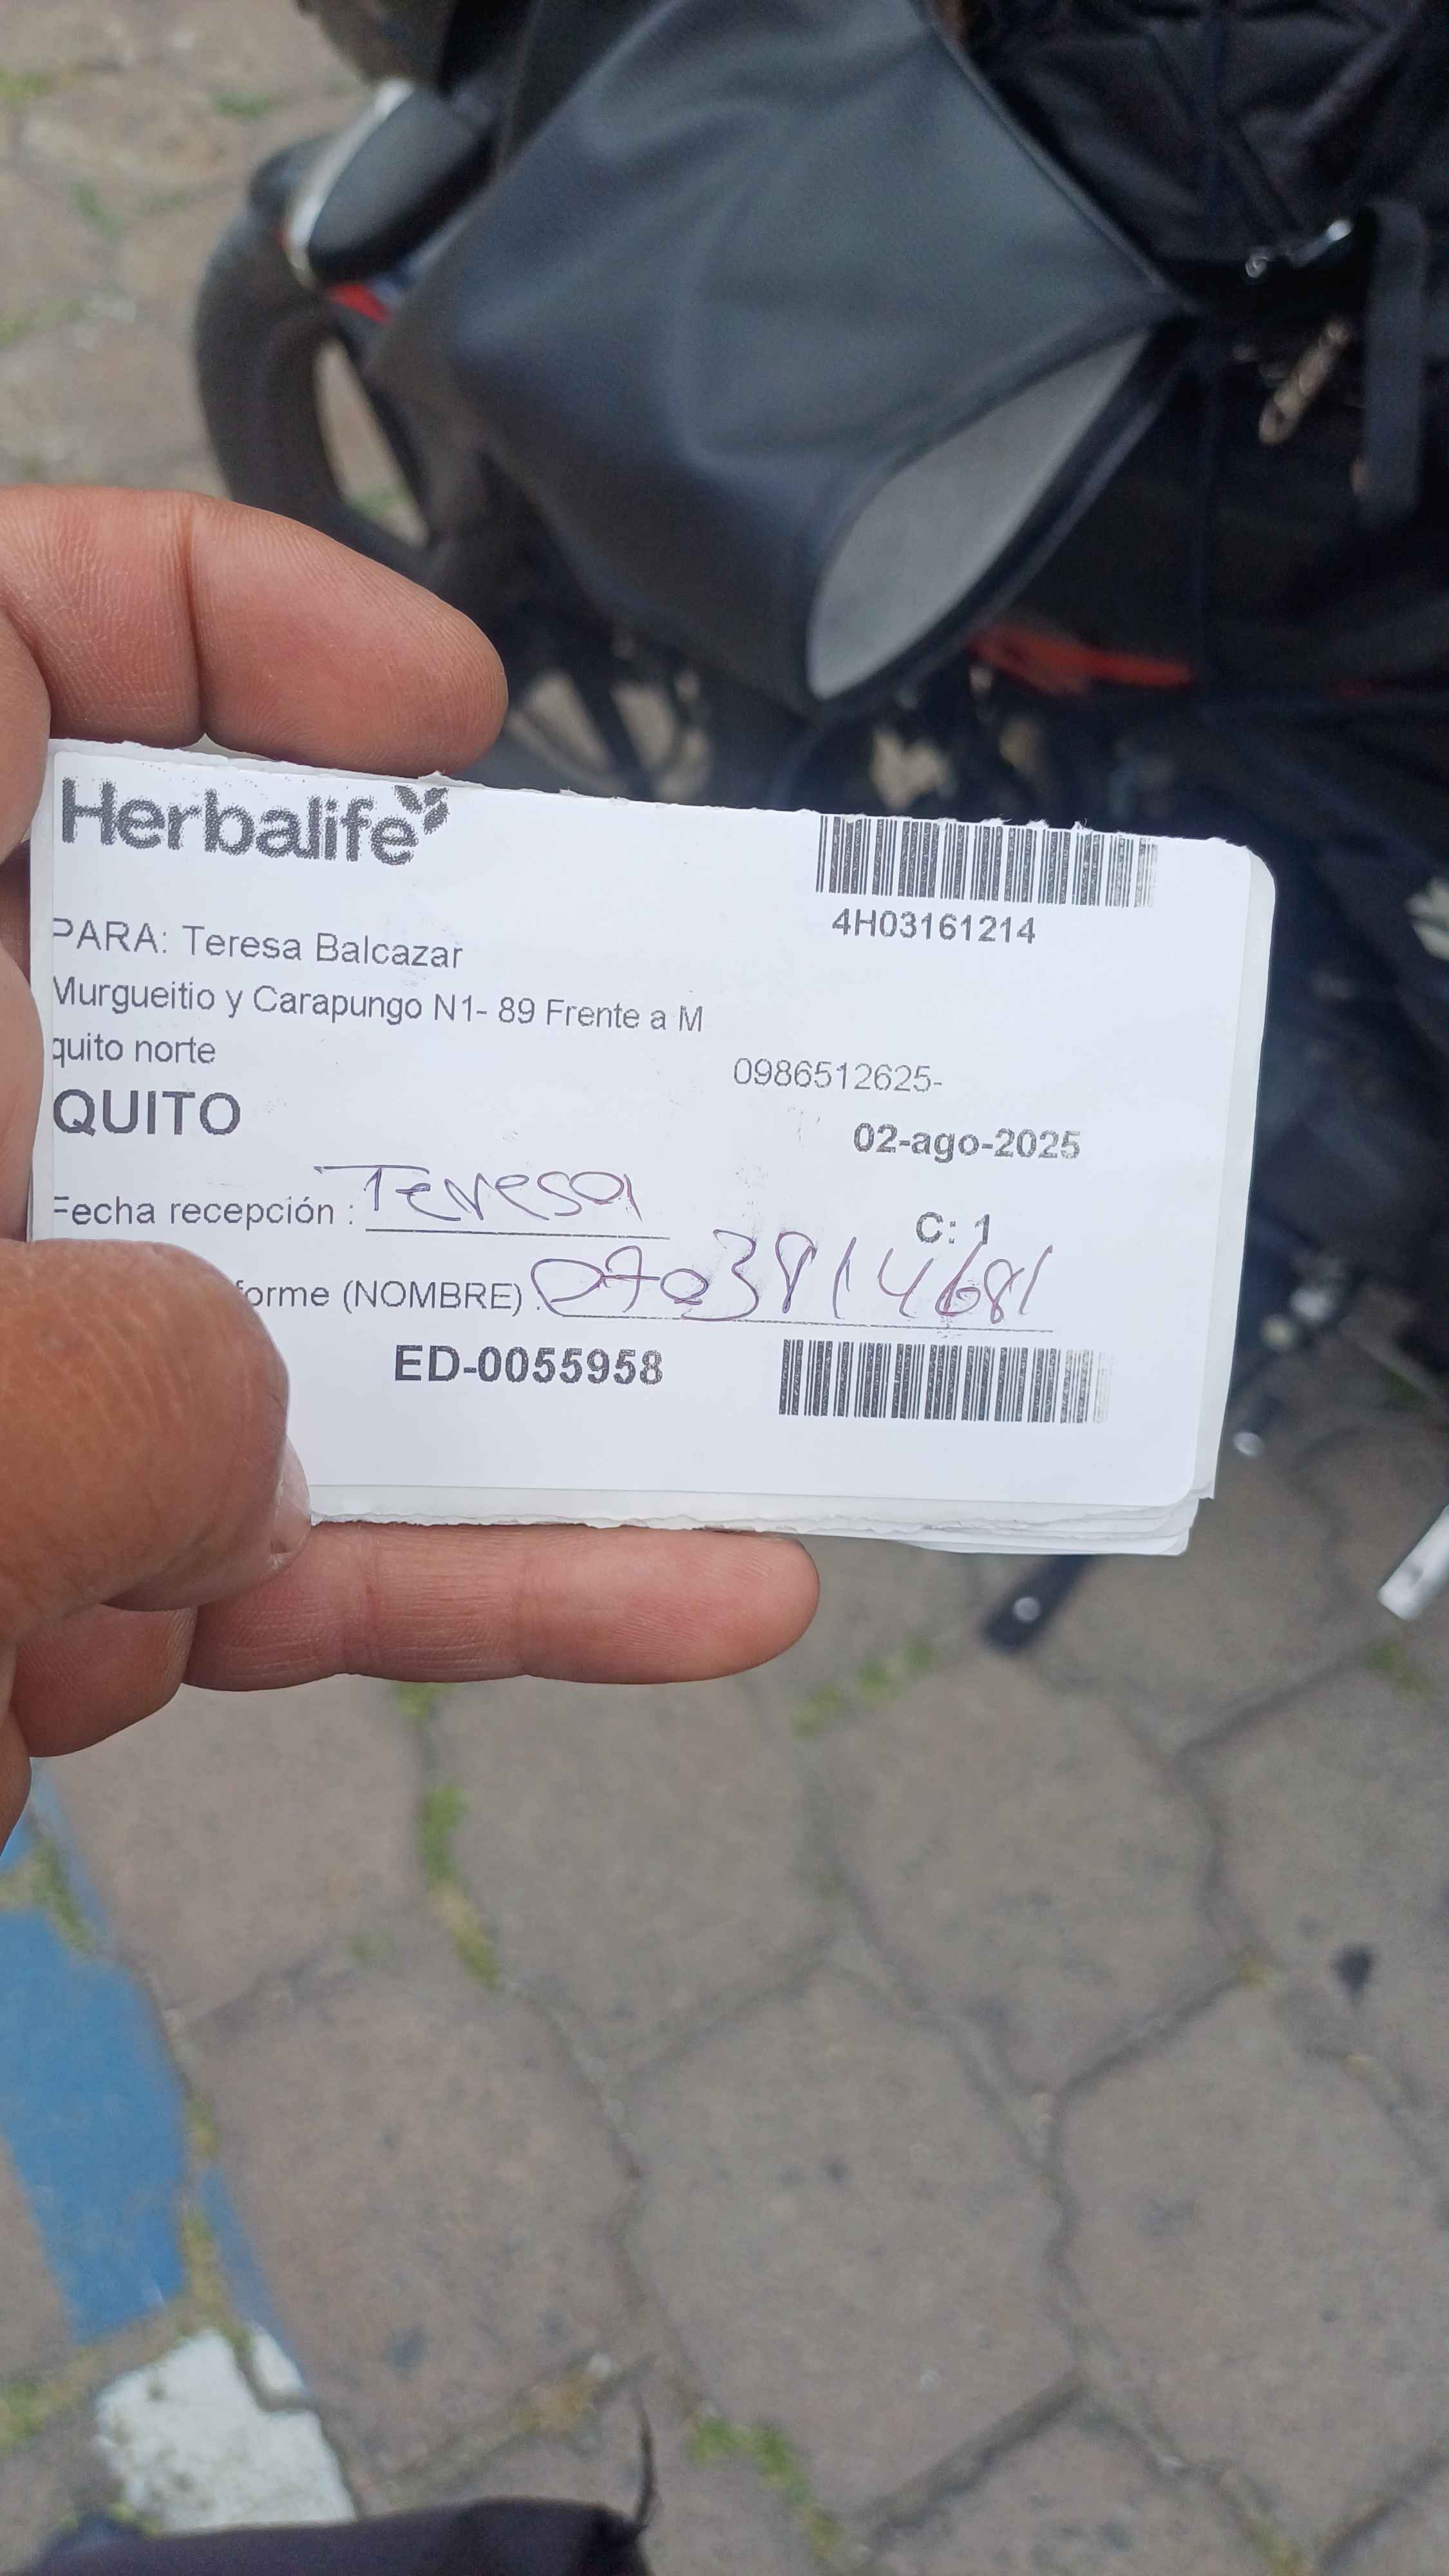 Herbalife
4H03161214
PARA: Teresa Balcazar
Murgueitio y Carapungo N1- 89 Frente a M
quito norte
0986512625-
QUITO
02-ago-2025
Fecha recepción : Teresa
C: 1
forme (NOMBRE) : 0703914681
ED-0055958